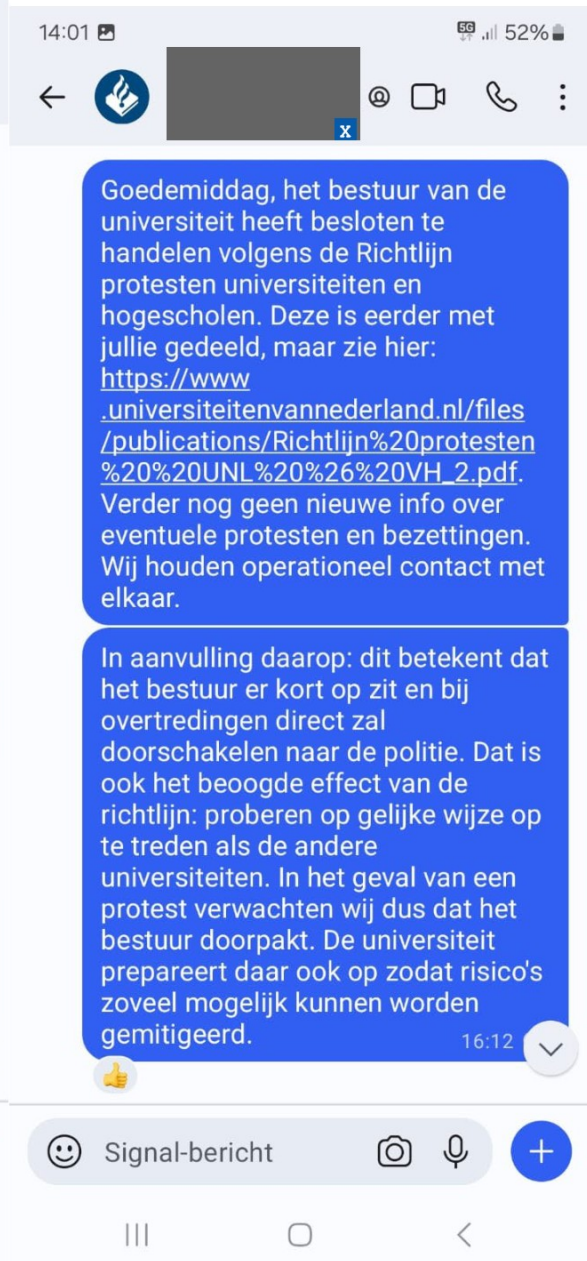 14:01
5G 52%
X
Goedemiddag, het bestuur van de
universiteit heeft besloten te
handelen volgens de Richtlijn
protesten universiteiten en
hogescholen. Deze is eerder met
jullie gedeeld, maar zie hier:
https://www
.universiteitenvannederland.nl/files
/publications/Richtlijn%20protesten
%20%20UNL%20%26%20VH_2.pdf.
Verder nog geen nieuwe info over
eventuele protesten en bezettingen.
Wij houden operationeel contact met
elkaar.
In aanvulling daarop: dit betekent dat
het bestuur er kort op zit en bij
overtredingen direct zal
doorschakelen naar de politie. Dat is
ook het beoogde effect van de
richtlijn: proberen op gelijke wijze op
te treden als de andere
universiteiten. In het geval van een
protest verwachten wij dus dat het
bestuur doorpakt. De universiteit
prepareert daar ook op zodat risico's
zoveel mogelijk kunnen worden
gemitigeerd.
16:12
Signal-bericht